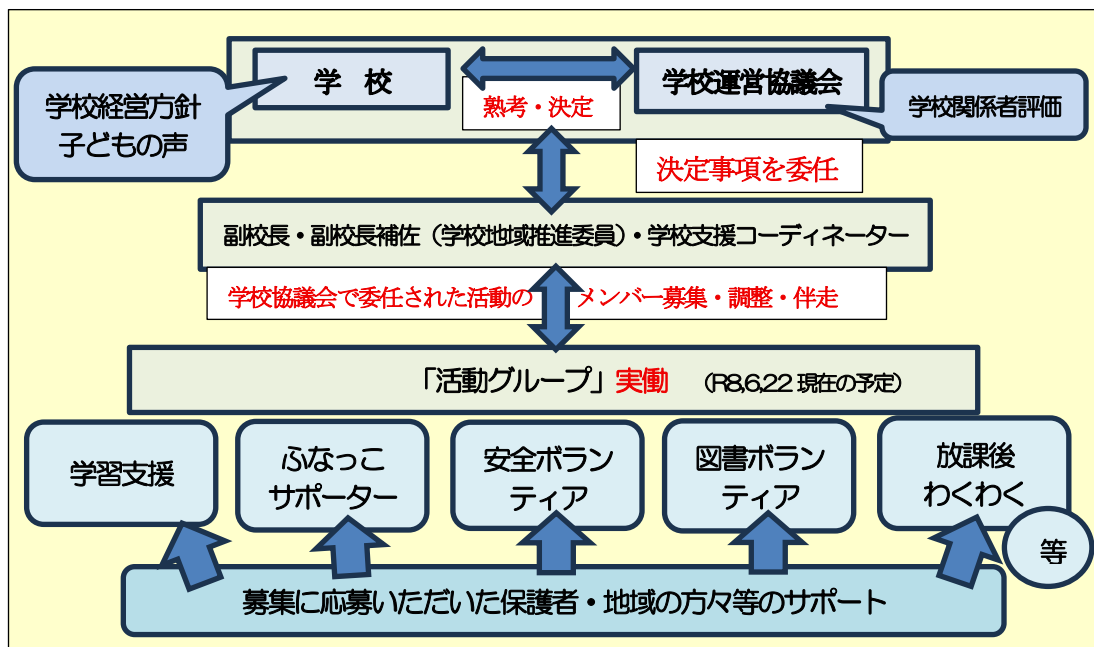 学　校
学校運営協議会
学校経営方針
子どもの声
熟考・決定
学校関係者評価
決定事項を委任
副校長・副校長補佐（学校地域推進委員）・学校支援コーディネーター
学校協議会で委任された活動の　メンバー募集・調整・伴走
「活動グループ」実働　（R8,6,22 現在の予定）
学習支援
ふなっこ
サポーター
安全ボラン
ティア
図書ボラン
ティア
放課後
わくわく
等
募集に応募いただいた保護者・地域の方々等のサポート